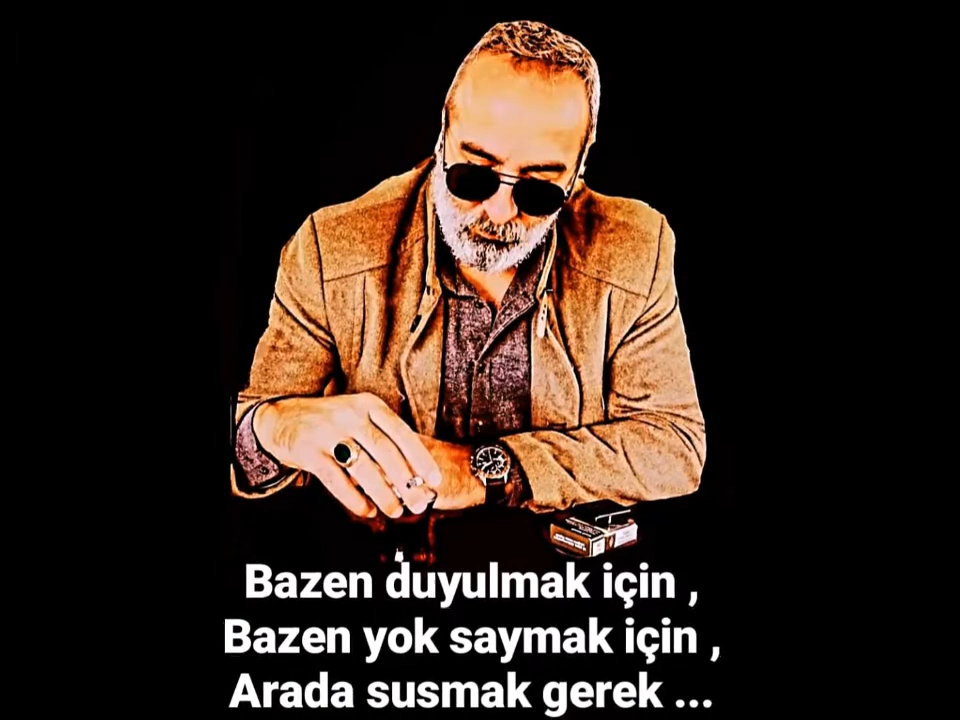 Bazen duyulmak için ,
Bazen yok saymak için ,
Arada susmak gerek ...